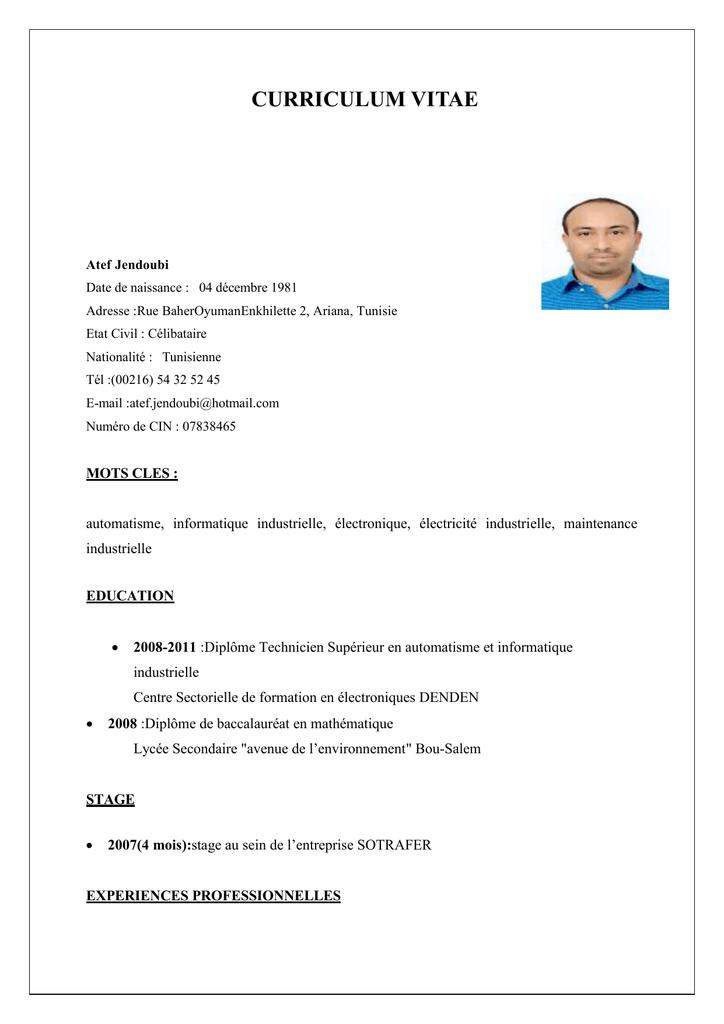 CURRICULUM VITAE
Atef Jendoubi
Date de naissance :   04 décembre 1981
Adresse :Rue BaherOyumanEnkhilette 2, Ariana, Tunisie
Etat Civil : Célibataire
Nationalité :   Tunisienne
Tél :(00216) 54 32 52 45
E-mail :atef.jendoubi@hotmail.com
Numéro de CIN : 07838465
MOTS CLES :
automatisme, informatique industrielle, électronique, électricité industrielle, maintenance
industrielle
EDUCATION
• 2008-2011 :Diplôme Technicien Supérieur en automatisme et informatique
industrielle
Centre Sectorielle de formation en électroniques DENDEN
• 2008 :Diplôme de baccalauréat en mathématique
Lycée Secondaire "avenue de l’environnement" Bou-Salem
STAGE
• 2007(4 mois):stage au sein de l’entreprise SOTRAFER
EXPERIENCES PROFESSIONNELLES